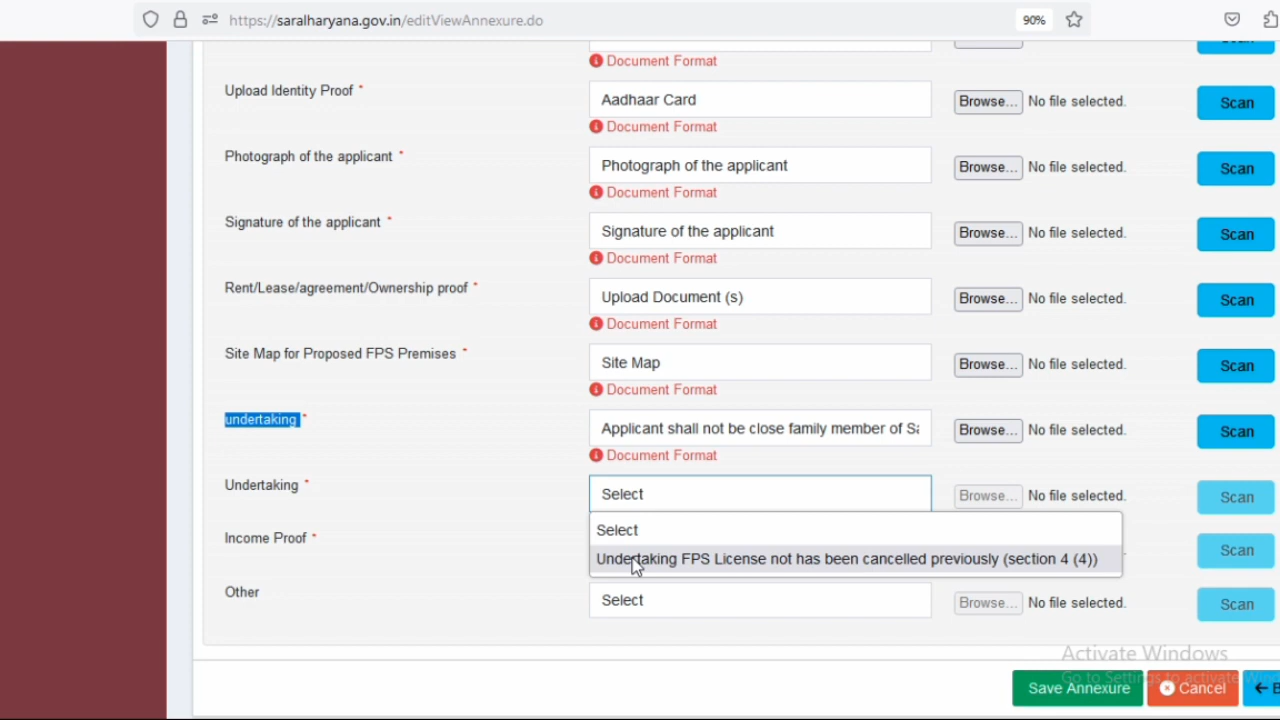 https://saralharyana.gov.in/editViewAnnexure.do
90%
Document Format
Upload Identity Proof *
Aadhaar Card
Browse... No file selected.
Scan
Document Format
Photograph of the applicant *
Photograph of the applicant
Browse... No file selected.
Scan
Document Format
Signature of the applicant *
Signature of the applicant
Browse... No file selected.
Scan
Document Format
Rent/Lease/agreement/Ownership proof *
Upload Document (s)
Browse... No file selected.
Scan
Document Format
Site Map for Proposed FPS Premises *
Site Map
Browse... No file selected.
Scan
Document Format
undertaking *
Applicant shall not be close family member of Sa
Browse... No file selected.
Scan
Document Format
Undertaking *
Select
Browse... No file selected.
Scan
Select
Undertaking FPS License not has been cancelled previously (section 4 (4))
Income Proof *
Scan
Other
Select
Browse... No file selected.
Scan
Activate Windows
Go to Settings to activate
Save Annexure
Cancel